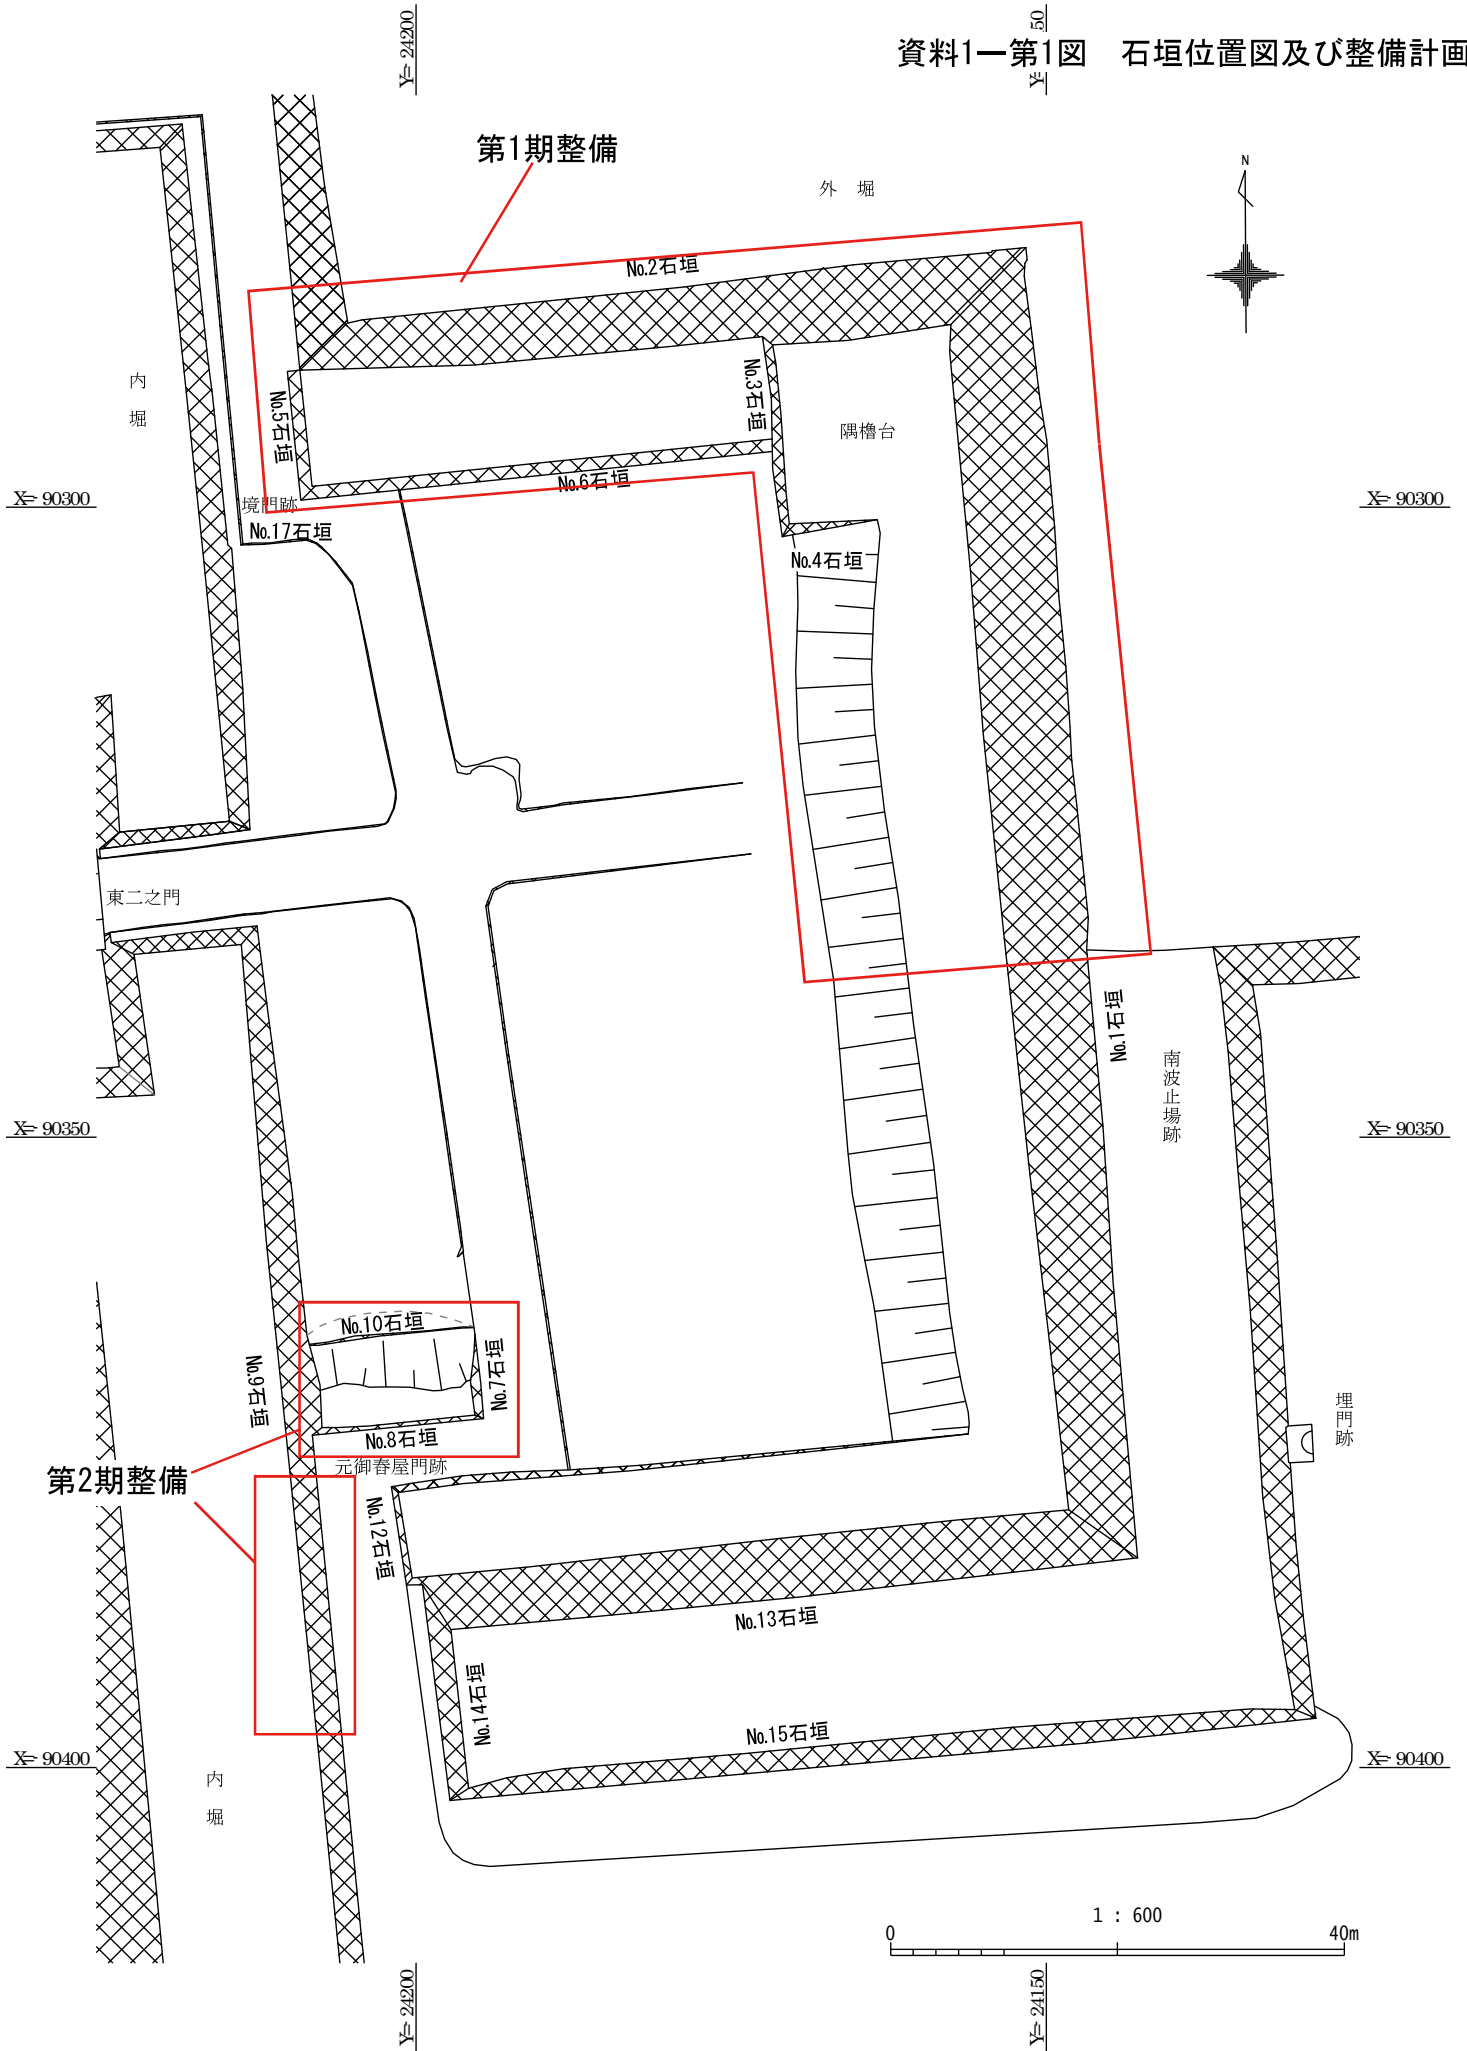 Y=-24200
50
Y=
資料1ー第1図　石垣位置図及び整備計画
第1期整備
外　堀
N
No.2石垣
内
堀
No.5石垣
No.3石垣
隅櫓台
No.6石垣
X=-90300
境門跡
X=-90300
No.17石垣
No.4石垣
東二之門
No.1石垣
南波止場跡
X=-90350
X=-90350
No.10石垣
No.7石垣
No.9石垣
埋門跡
No.8石垣
元御舂屋門跡
第2期整備
No.12石垣
No.13石垣
No.14石垣
No.15石垣
X=-90400
X=-90400
内
堀
1 : 600
0
40m
Y=-24200
Y=-24150